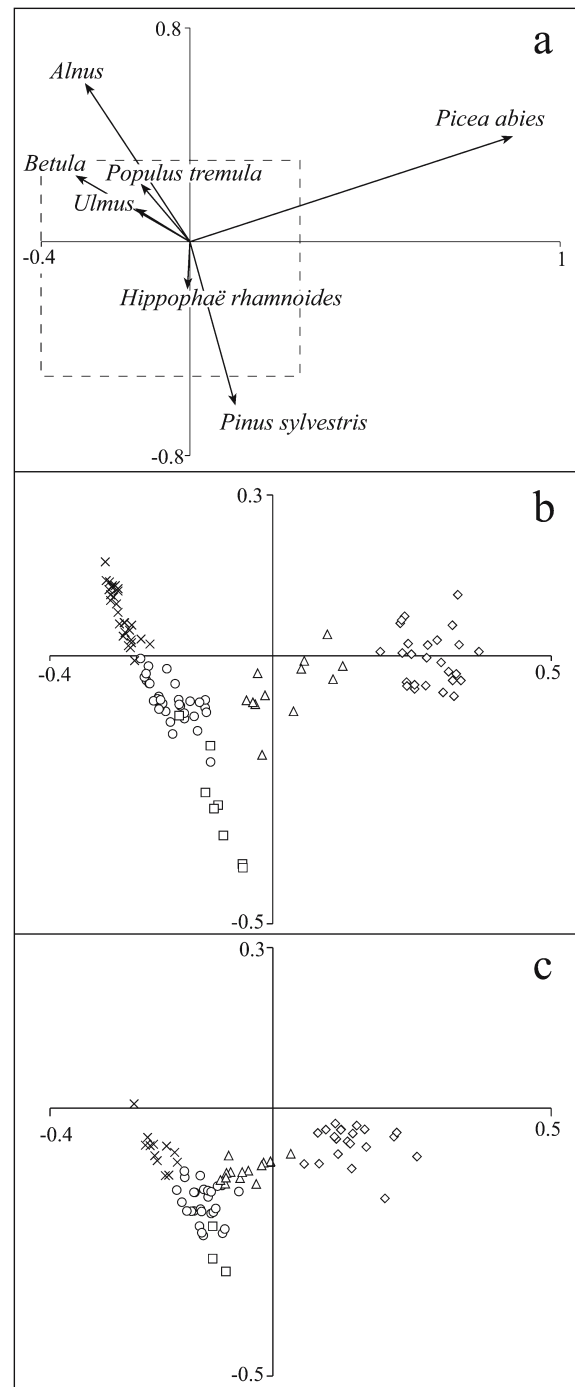 0.8
a
Alnus
Picea abies
Betula
Populus tremula
Ulmus
-0.4
1
Hippophaë rhamnoides
Pinus sylvestris
-0.8
0.3
b
-0.4
0.5
-0.5
0.3
c
-0.4
0.5
-0.5